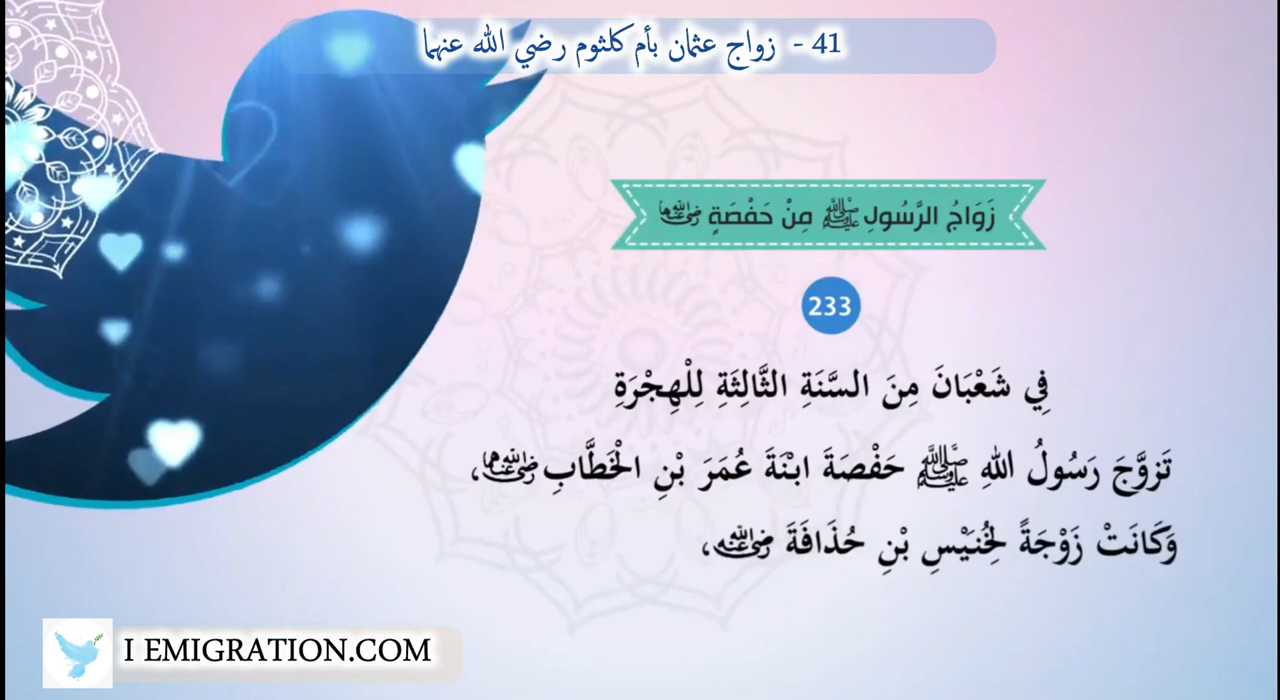 41 - زواج عثمان بأم كلثوم رضي الله عنهما
زَوَاجُ الرَّسُولِ ﷺ مِنْ حَفْصَةٍ رضي الله عنها
233
فِي شَعْبَانَ مِنَ السَّنَةِ الثَّالِثَةِ لِلْهِجْرَةِ
تَزوَّجَ رَسُولُ اللهِ ﷺ حَفْصَةَ ابْنَةَ عُمَرَ بْنِ الْخَطَّابِ رضي الله عنهما،
وَكَانَتْ زَوْجَةً لِخُنَيْسِ بْنِ حُذَافَةَ رضي الله عنه،
I EMIGRATION.COM